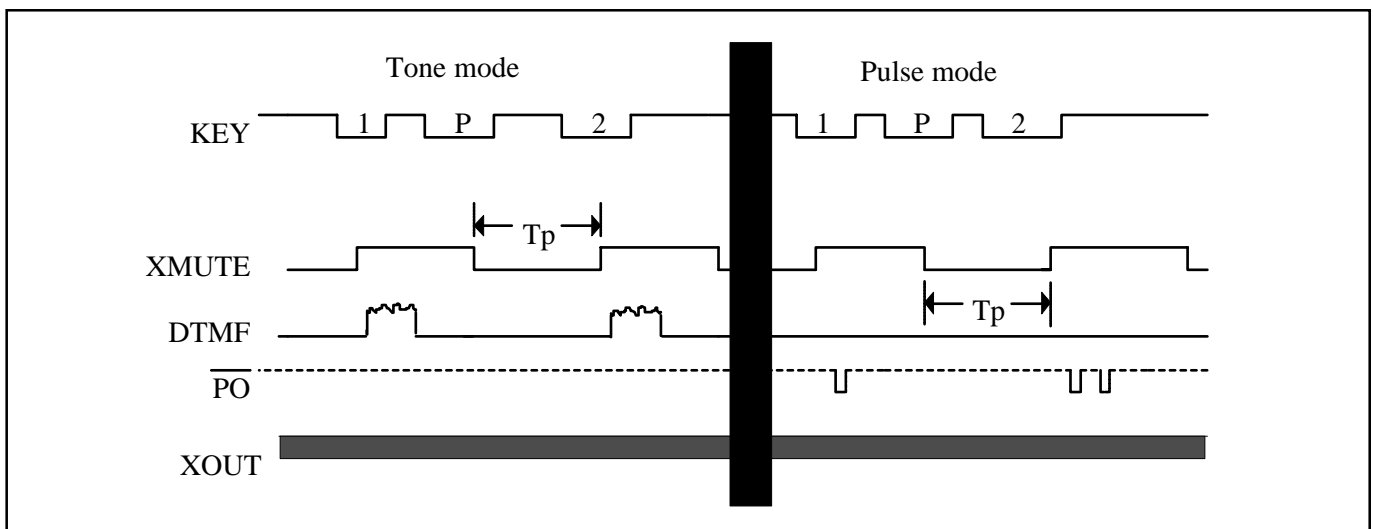 Tone mode
Pulse mode
KEY
1
P
2
1
P
2
Tp
XMUTE
Tp
DTMF
PO
XOUT